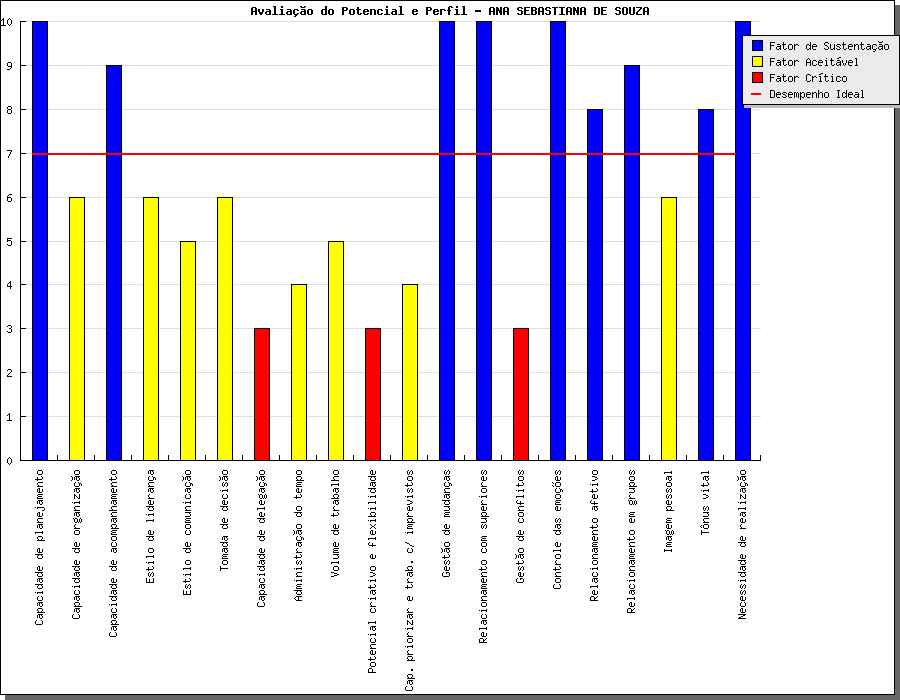 Avaliação do Potencial e Perfil - ANA SEBASTIANA DE SOUZA
10
9
8
7
6
5
4
3
2
1
0
Fator de Sustentação
Fator Aceitável
Fator Crítico
Desempenho Ideal
Capacidade de planejamento
Capacidade de organização
Capacidade de acompanhamento
Estilo de liderança
Estilo de comunicação
Tomada de decisão
Capacidade de delegação
Administração do tempo
Volume de trabalho
Potencial criativo e flexibilidade
Cap. priorizar e trab. c/ imprevistos
Gestão de mudanças
Relacionamento com superiores
Gestão de conflitos
Controle das emoções
Relacionamento afetivo
Relacionamento em grupos
Imagem pessoal
Tônus vital
Necessidade de realização